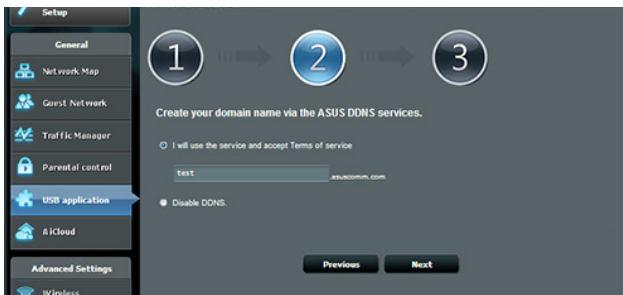 Setup
General
Network Map
Guest Network
Traffic Manager
Parental control
USB application
AiCloud
Advanced Settings
Wireless
1
2
3
Create your domain name via the ASUS DDNS services.
I will use the service and accept Terms of service
test .asuscomm.com
Disable DDNS.
Previous Next